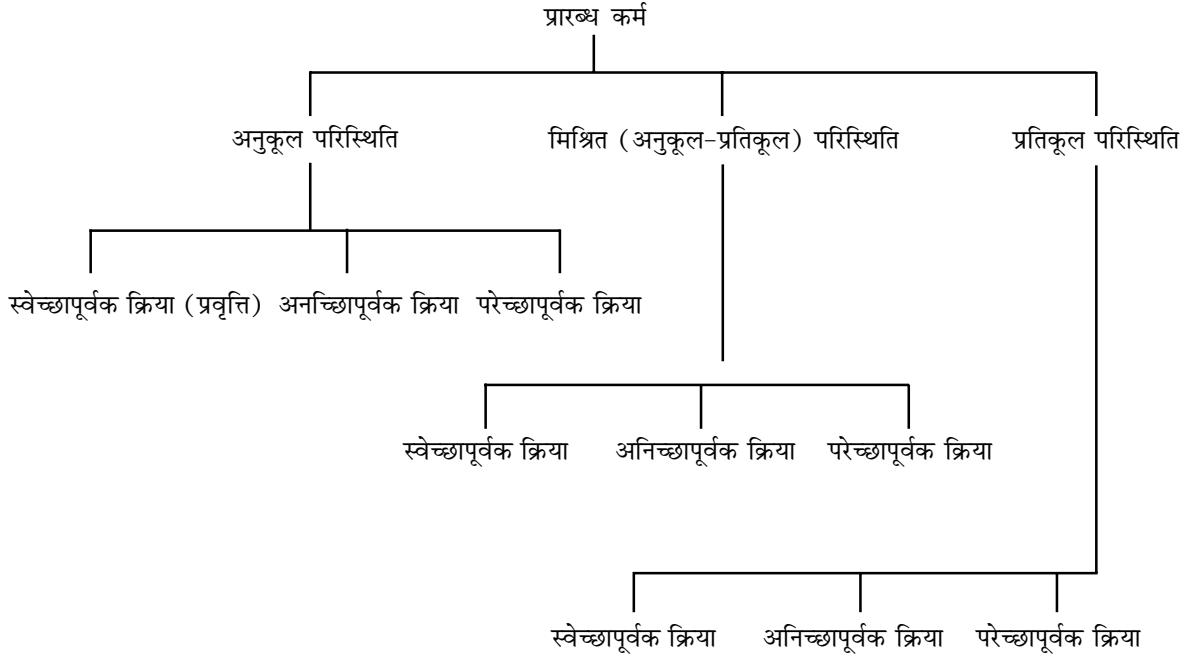 प्रारब्ध कर्म
अनुकूल परिस्थिति मिश्रित (अनुकूल-प्रतिकूल) परिस्थिति प्रतिकूल परिस्थिति
स्वेच्छापूर्वक क्रिया (प्रवृत्ति) अनच्छिापूर्वक क्रिया परेच्छापूर्वक क्रिया
स्वेच्छापूर्वक क्रिया अनिच्छापूर्वक क्रिया परेच्छापूर्वक क्रिया
स्वेच्छापूर्वक क्रिया अनिच्छापूर्वक क्रिया परेच्छापूर्वक क्रिया